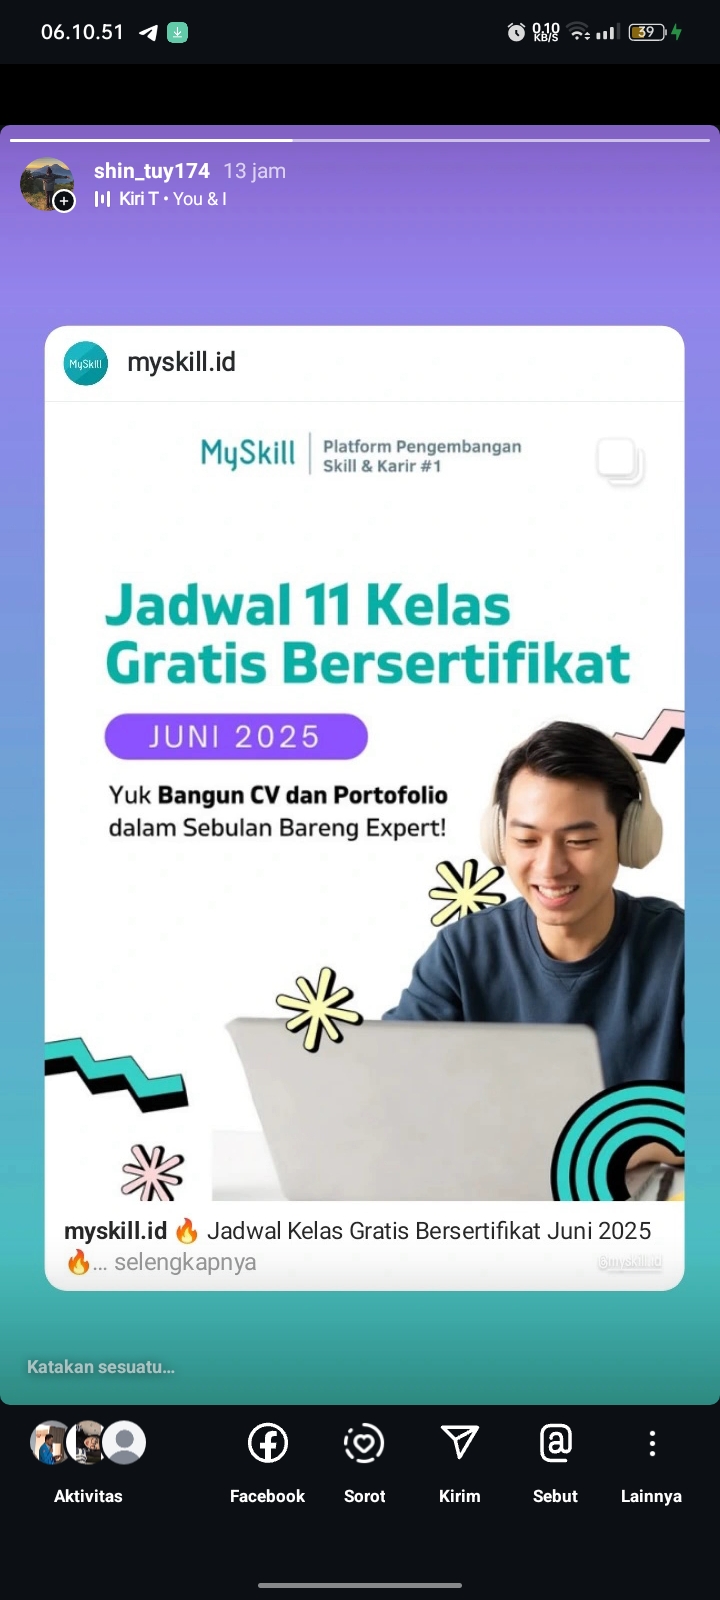 06.10.51
0.10
KB/S
39
shin_tuy174 13 jam
Kiri T • You & I
MySkill
myskill.id
MySkill
Platform Pengembangan
Skill & Karir #1
Jadwal 11 Kelas
Gratis Bersertifikat
JUNI 2025
Yuk Bangun CV dan Portofolio
dalam Sebulan Bareng Expert!
myskill.id 🔥 Jadwal Kelas Gratis Bersertifikat Juni 2025
🔥... selengkapnya
@myskill.id
Katakan sesuatu...
Aktivitas
Facebook
Sorot
Kirim
Sebut
Lainnya